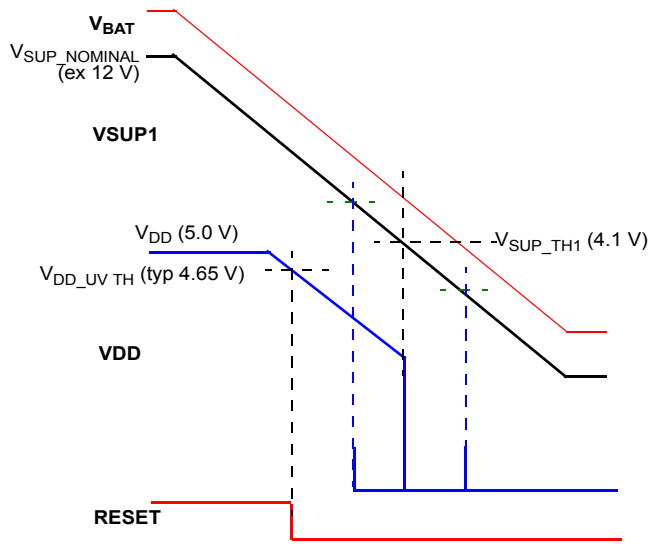 VBAT
VSUP_NOMINAL
(ex 12 V)
VSUP1
VDD (5.0 V)
VSUP_TH1 (4.1 V)
VDD_UV TH (typ 4.65 V)
VDD
RESET